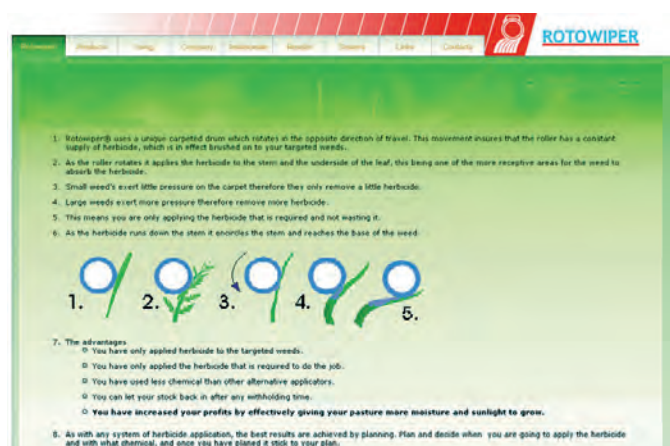 ROTOWIPER
Products
Company
Testimonials
Dealers
Links
Contacts
1. Rotowiper® uses a unique carpeted drum which rotates in the opposite direction of travel. This movement insures that the roller has a constant
supply of herbicide, which is in effect brushed on to your targeted weeds.
2. As the roller rotates it applies the herbicide to the stem and the underside of the leaf, this being one of the more receptive areas for the weed to
absorb the herbicide.
3. Small weed's exert little pressure on the carpet therefore they only remove a little herbicide.
4. Large weeds exert more pressure therefore remove more herbicide.
5. This means you are only applying the herbicide that is required and not wasting it.
6. As the herbicide runs down the stem it encircles the stem and reaches the base of the weed.
1. 2. 3. 4. 5.
7. The advantages
You have only applied herbicide to the targeted weeds.
You have only applied the herbicide that is required to do the job.
You have used less chemical than other alternative applicators.
You can let your stock back in after any withholding time.
You have increased your profits by effectively giving your pasture more moisture and sunlight to grow.
8. As with any system of herbicide application, the best results are achieved by planning. Plan and decide when you are going to apply the herbicide
and with what chemical, and once you have planed it stick to your plan.